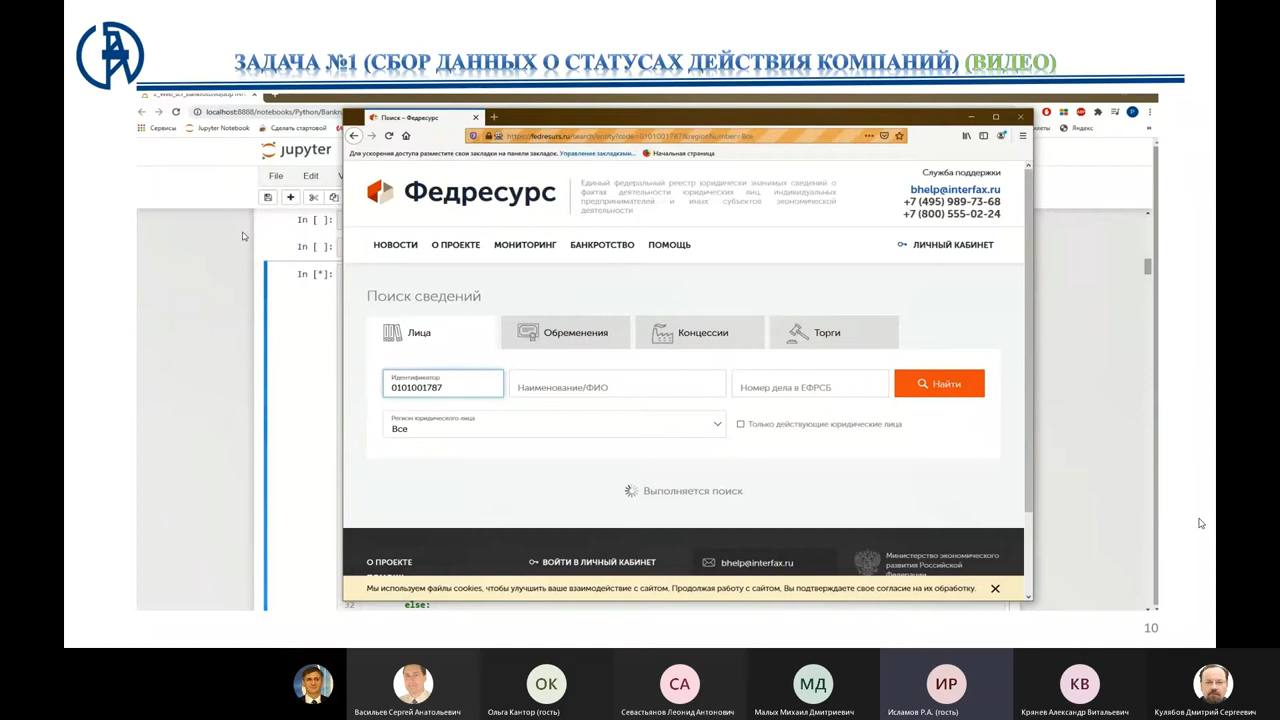 ЗАДАЧА №1 (СБОР ДАННЫХ О СТАТУСАХ ДЕЙСТВИЯ КОМПАНИЙ) (ВИДЕО)
Поиск – Федресурс
localhost:8888/notebooks/Python/Bankr
https://fedresurs.ru/search/entity?code=0101001787&regionNumber=Все
Сервисы
Jupyter Notebook
Сделать стартовой
Яндекс
Для ускорения доступа разместите свои закладки на панели закладок. Управление закладками...
Начальная страница
jupyter
File Edit
In [ ]:
In [ ]:
In [*]:
Федресурс
Единый федеральный реестр юридически значимых сведений о
фактах деятельности юридических лиц, индивидуальных
предпринимателей и иных субъектов экономической
деятельности
Служба поддержки
bhelp@interfax.ru
+7 (495) 989-73-68
+7 (800) 555-02-24
НОВОСТИ О ПРОЕКТЕ МОНИТОРИНГ БАНКРОТСТВО ПОМОЩЬ
ЛИЧНЫЙ КАБИНЕТ
Поиск сведений
Лица
Обременения
Концессии
Торги
Идентификатор
0101001787
Наименование/ФИО
Номер дела в ЕФРСБ
Найти
Регион юридического лица
Все
Только действующие юридические лица
Выполняется поиск
О ПРОЕКТЕ
ВОЙТИ В ЛИЧНЫЙ КАБИНЕТ
bhelp@interfax.ru
Министерство экономического
развития Российской
Федерации
Мы используем файлы cookies, чтобы улучшить ваше взаимодействие с сайтом. Продолжая работу с сайтом, Вы подтверждаете свое согласие на их обработку.
32 else:
10
ОК
СА
МД
ИР
КВ
Васильев Сергей Анатольевич
Ольга Кантор (гость)
Севастьянов Леонид Антонович
Малых Михаил Дмитриевич
Исламов Р.А. (гость)
Крянев Александр Витальевич
Кулябов Дмитрий Сергеевич